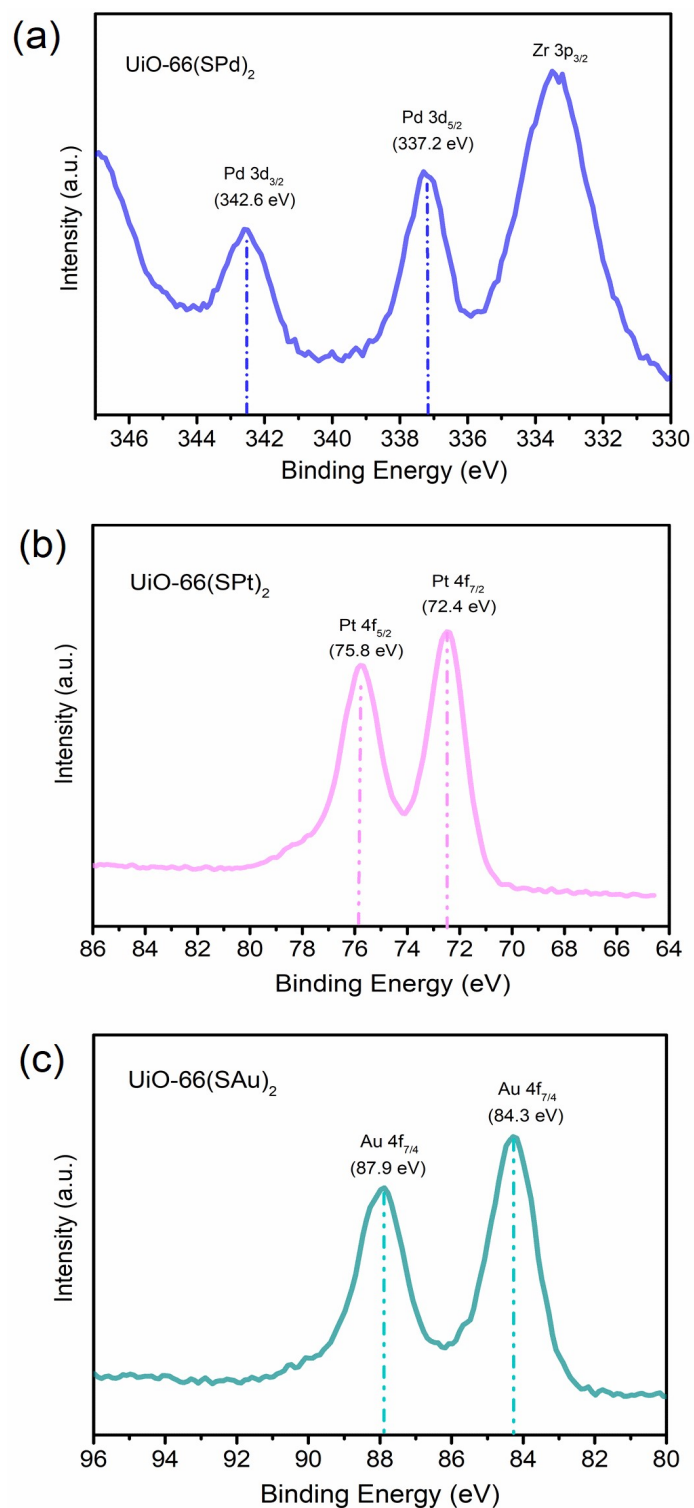 (a)
UiO-66(SPd)₂
Zr 3p₃/₂
Pd 3d₅/₂
(337.2 eV)
Pd 3d₃/₂
(342.6 eV)
Intensity (a.u.)
346 344 342 340 338 336 334 332 330
Binding Energy (eV)
(b)
UiO-66(SPt)₂
Pt 4f₇/₂
(72.4 eV)
Pt 4f₅/₂
(75.8 eV)
Intensity (a.u.)
86 84 82 80 78 76 74 72 70 68 66 64
Binding Energy (eV)
(c)
UiO-66(SAu)₂
Au 4f₇/₄
(84.3 eV)
Au 4f₇/₄
(87.9 eV)
Intensity (a.u.)
96 94 92 90 88 86 84 82 80
Binding Energy (eV)